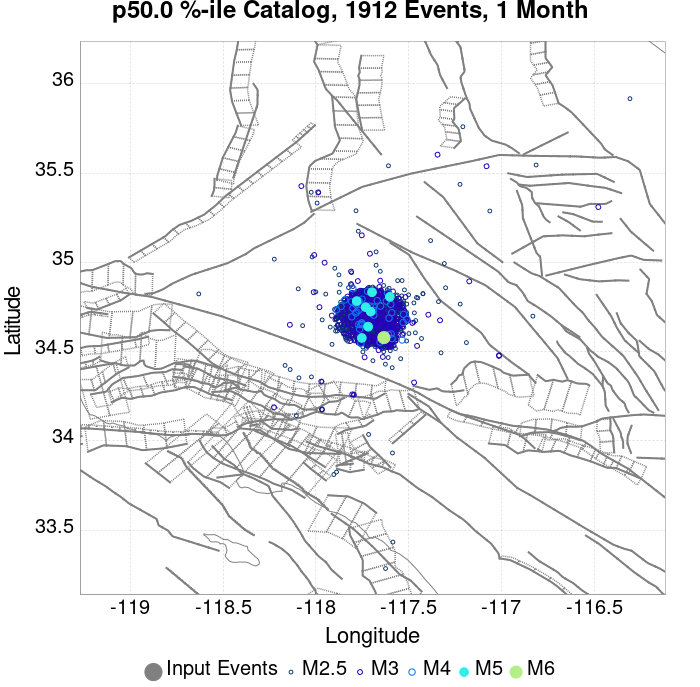 p50.0 %-ile Catalog, 1912 Events, 1 Month
36
35.5
35
34.5
34
33.5
Latitude
-119
-118.5
-118
-117.5
-117
-116.5
Longitude
Input Events
M2.5
M3
M4
M5
M6